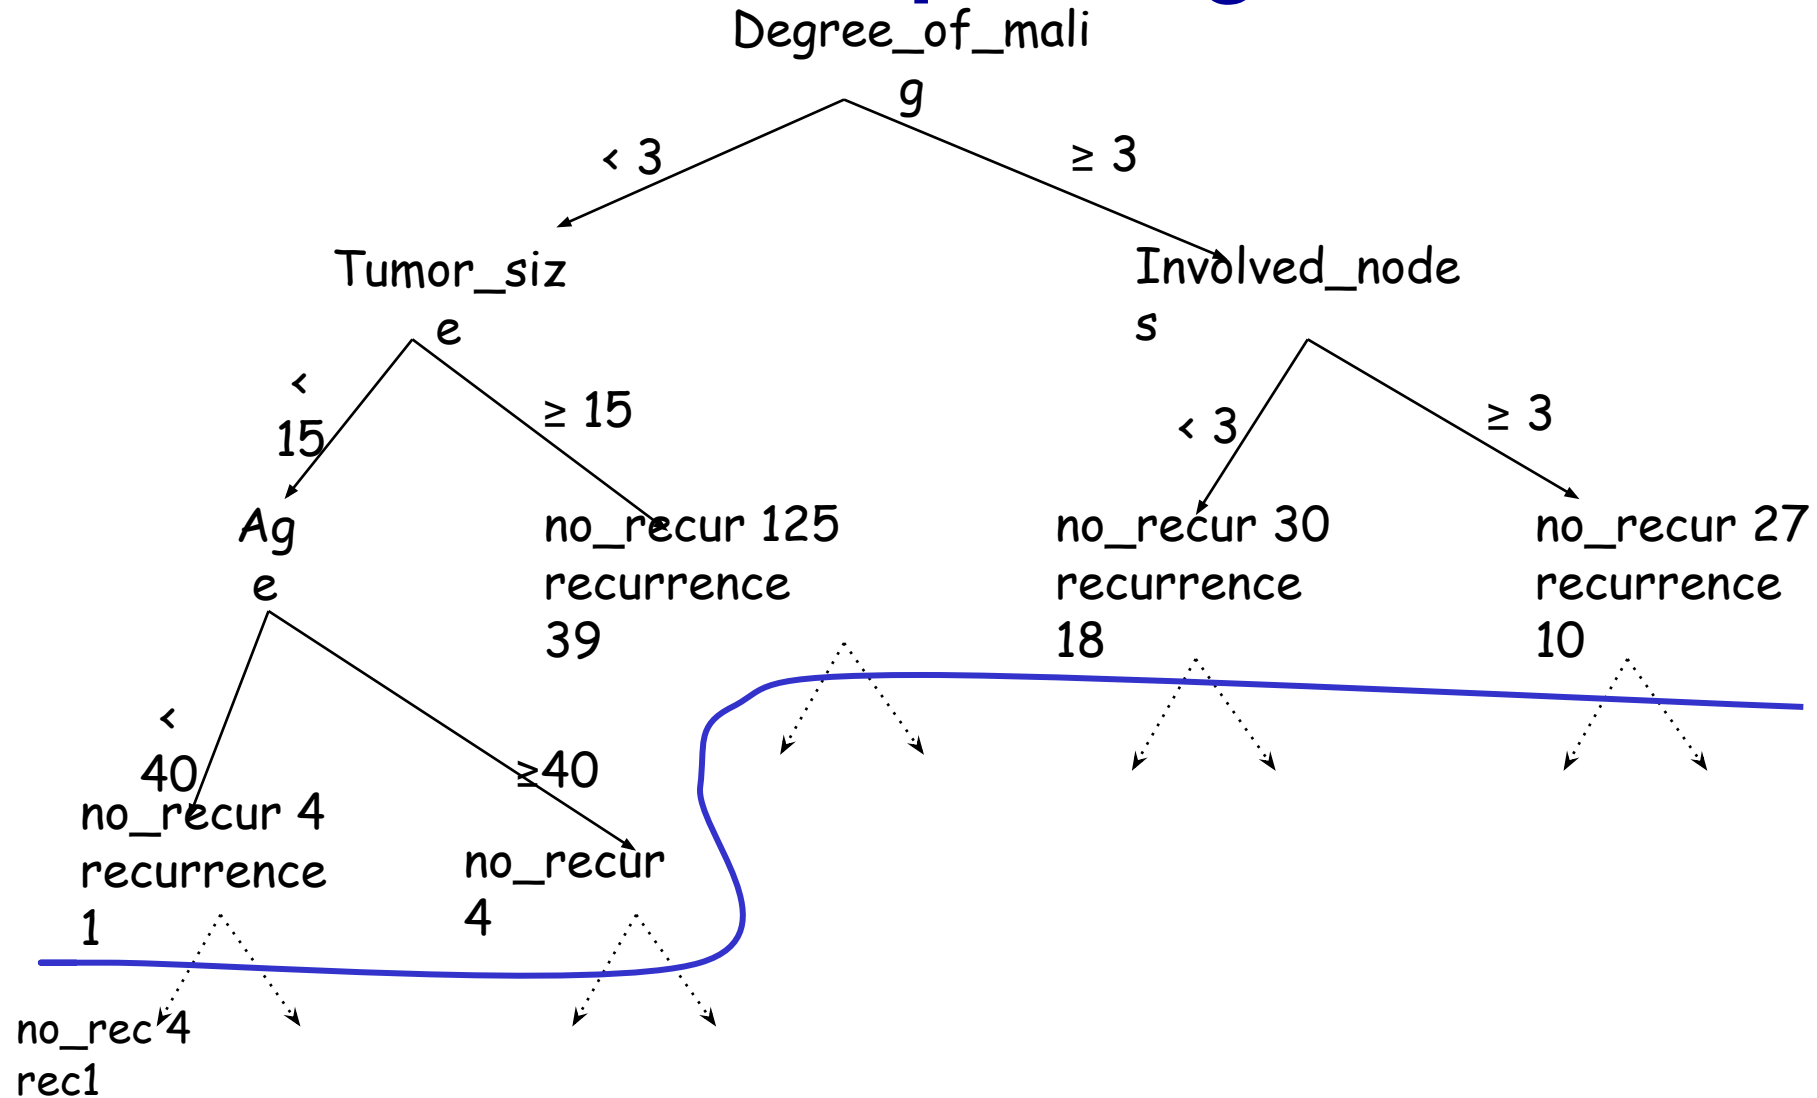 Degree_of_mali
g
< 3
≥ 3
Tumor_siz
e
Involved_node
s
<
15
≥ 15
< 3
≥ 3
Ag
e
no_recur 125
recurrence
39
no_recur 30
recurrence
18
no_recur 27
recurrence
10
<
40
≥40
no_recur 4
recurrence
1
no_recur
4
no_rec 4
rec1